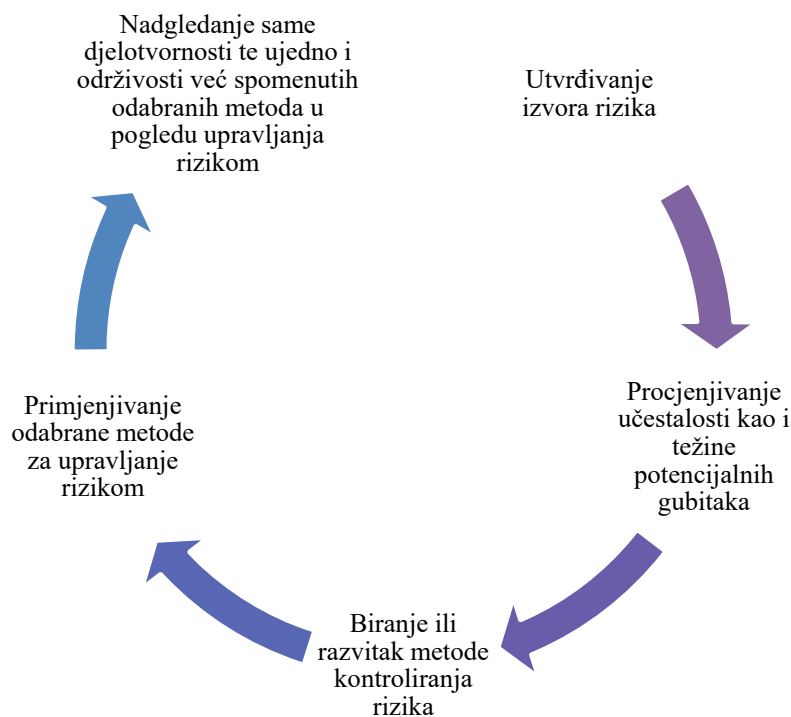 Utvrđivanje
izvora rizika
Procjenjivanje
učestalosti kao i
težine
potencijalnih
gubitaka
Biranje ili
razvitak metode
kontroliranja
rizika
Primjenjivanje
odabrane metode
za upravljanje
rizikom
Nadgledanje same
djelotvornosti te ujedno i
održivosti već spomenutih
odabranih metoda u
pogledu upravljanja
rizikom